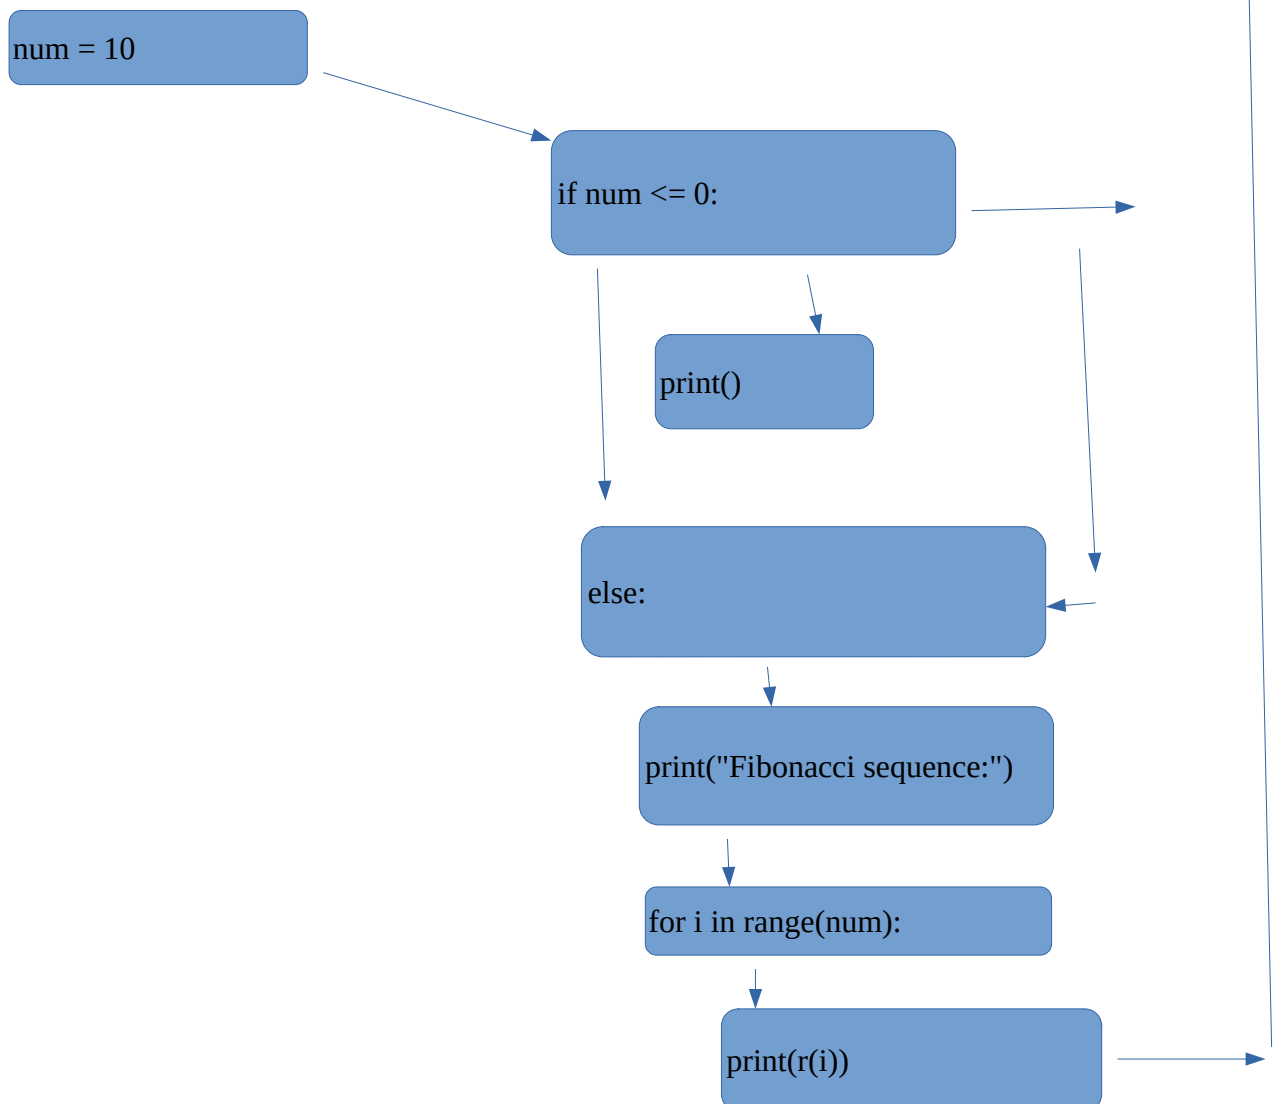 num = 10
if num <= 0:
print()
else:
print("Fibonacci sequence:")
for i in range(num):
print(r(i))